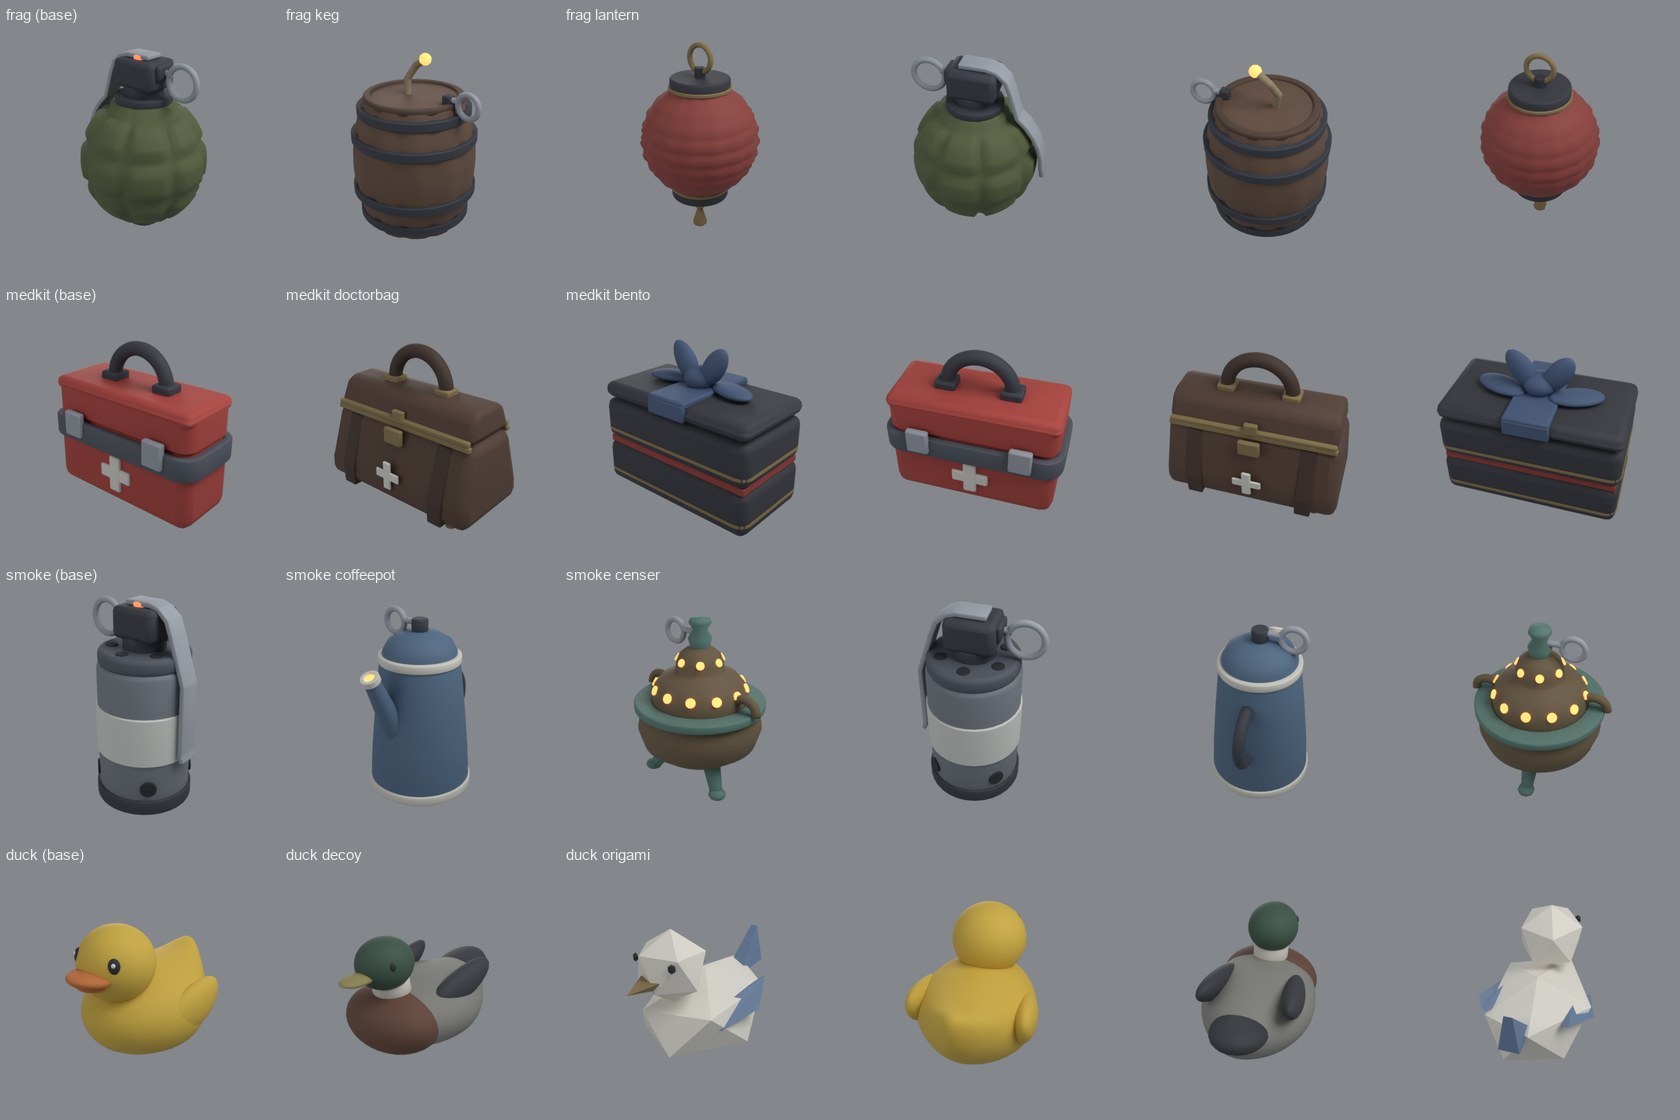 frag (base)
frag keg
frag lantern
medkit (base)
medkit doctorbag
medkit bento
smoke (base)
smoke coffeepot
smoke censer
duck (base)
duck decoy
duck origami